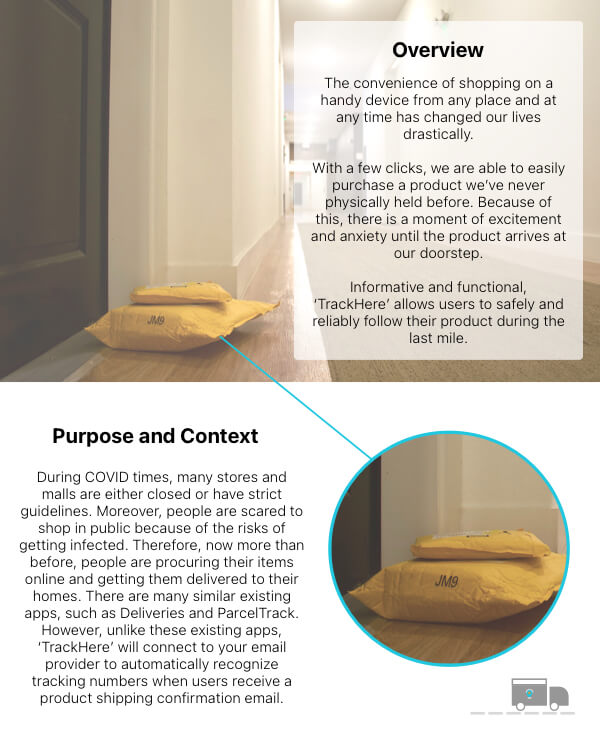 Overview
The convenience of shopping on a
handy device from any place and at
any time has changed our lives
drastically.
With a few clicks, we are able to easily
purchase a product we’ve never
physically held before. Because of
this, there is a moment of excitement
and anxiety until the product arrives at
our doorstep.
Informative and functional,
‘TrackHere’ allows users to safely and
reliably follow their product during the
last mile.
JM9
Purpose and Context
During COVID times, many stores and
malls are either closed or have strict
guidelines. Moreover, people are scared to
shop in public because of the risks of
getting infected. Therefore, now more than
before, people are procuring their items
online and getting them delivered to their
homes. There are many similar existing
apps, such as Deliveries and ParcelTrack.
However, unlike these existing apps,
‘TrackHere’ will connect to your email
provider to automatically recognize
tracking numbers when users receive a
product shipping confirmation email.
JM9